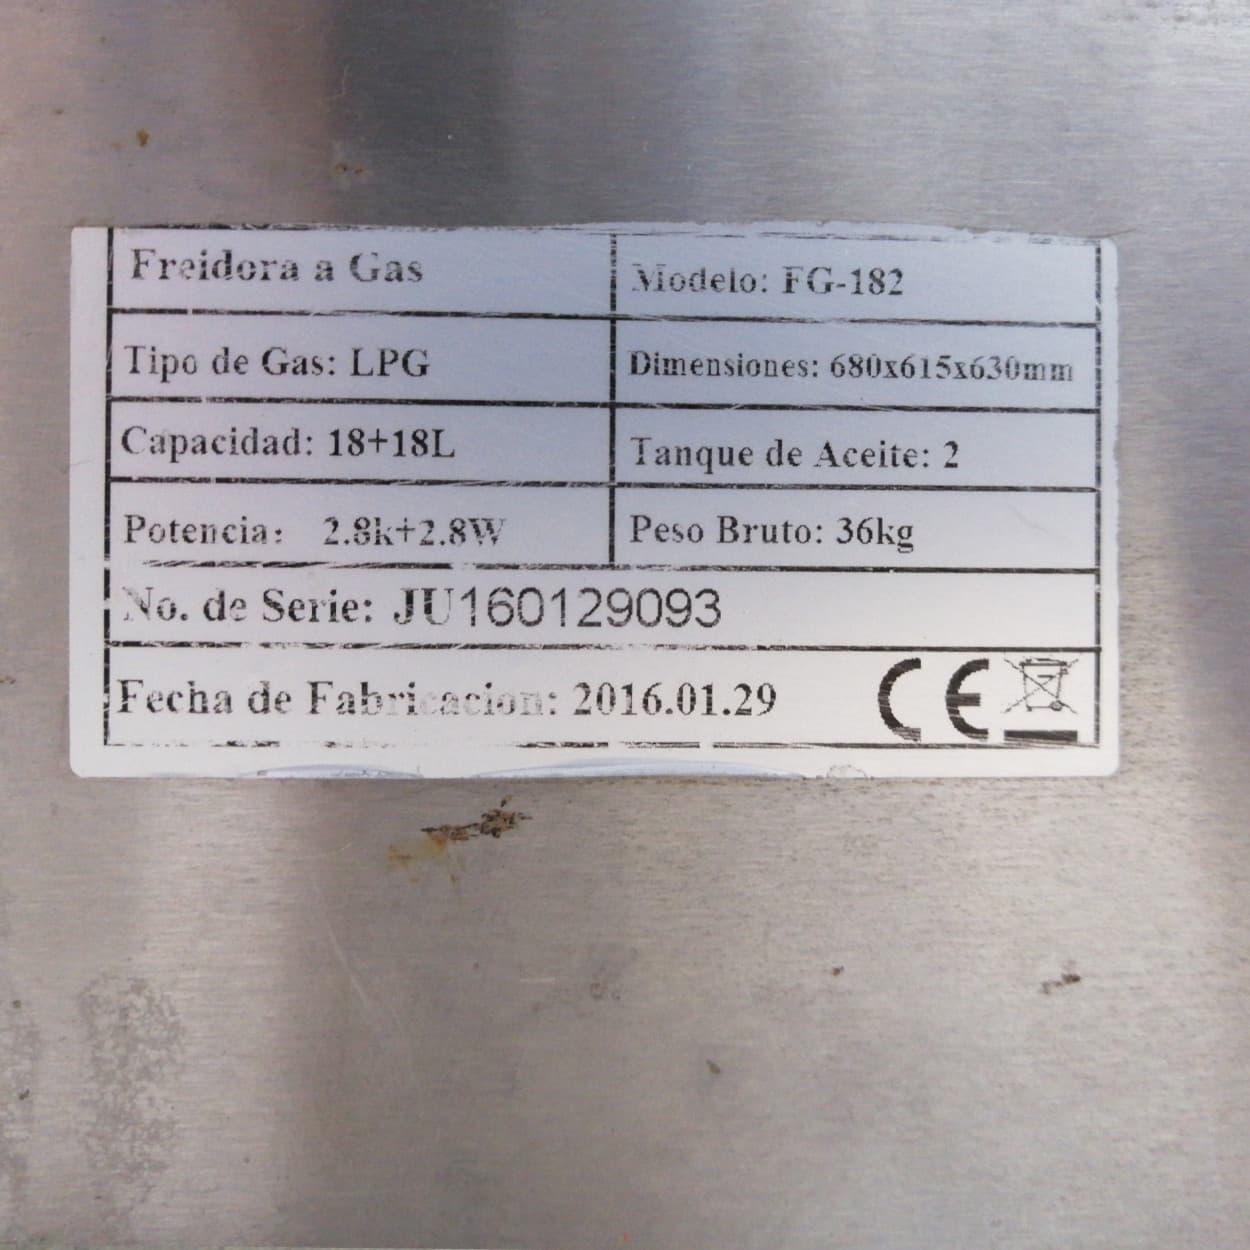 Freidora a Gas
Modelo: FG-182
Tipo de Gas: LPG
Dimensiones: 680x615x630mm
Capacidad: 18+18L
Tanque de Aceite: 2
Potencia: 2.8k+2.8W
Peso Bruto: 36kg
No. de Serie: JU160129093
Fecha de Fabricacion: 2016.01.29
CE